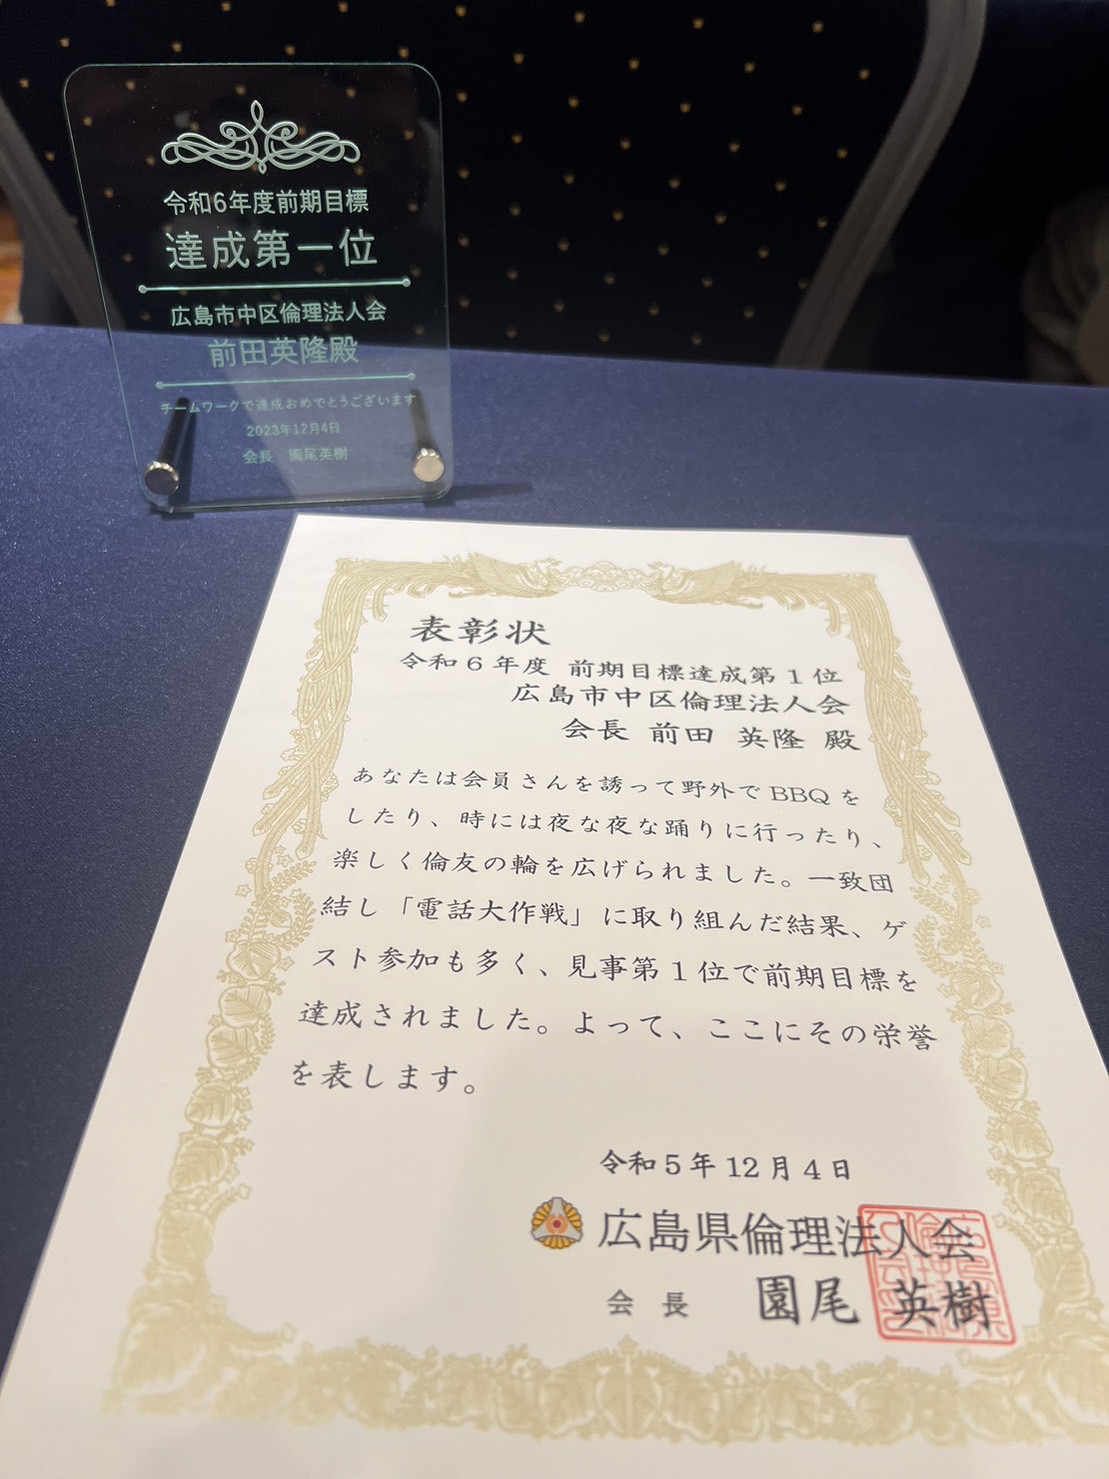 令和6年度前期目標
達成第一位
広島市中区倫理法人会
前田英隆殿
チームワークで達成おめでとうございます
2023年12月4日
会長 園尾英樹
表彰状
令和6年度 前期目標達成第1位
広島市中区倫理法人会
会長 前田 英隆 殿
あなたは会員さんを誘って野外でBBQを
したり、時には夜な夜な踊りに行ったり、
楽しく倫友の輪を広げられました。一致団
結し「電話大作戦」に取り組んだ結果、ゲ
スト参加も多く、見事第1位で前期目標を
達成されました。よって、ここにその栄誉
を表します。
令和5年12月4日
広島県倫理法人会
会長 園尾 英樹